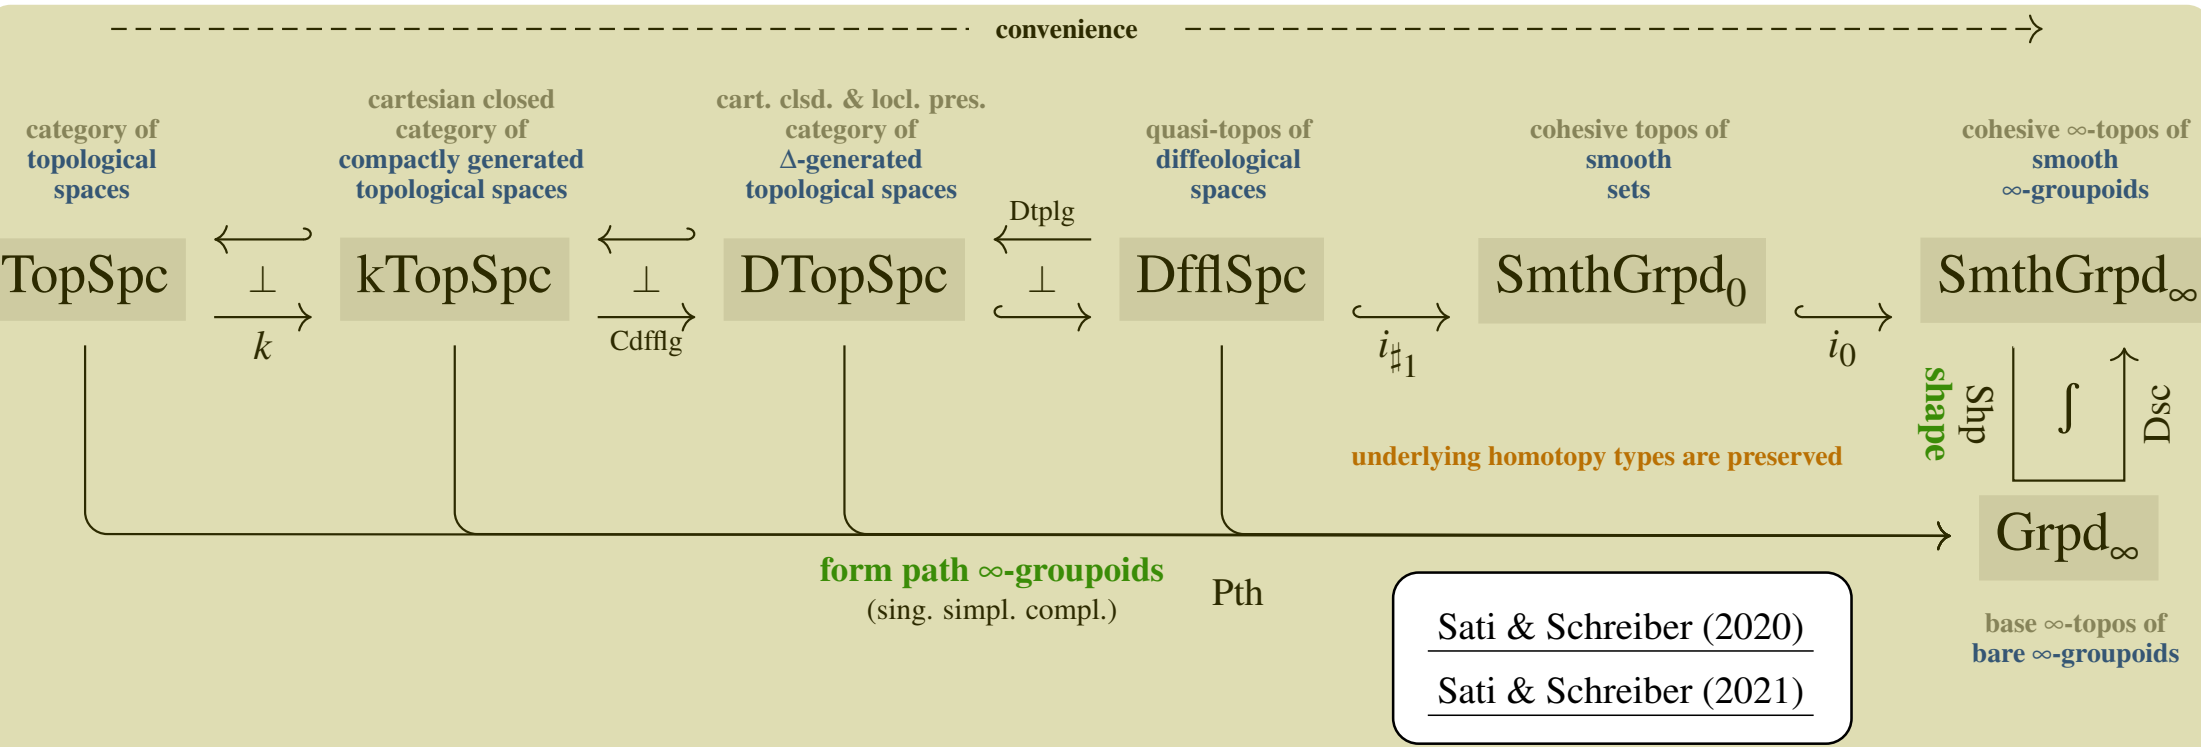 convenience
category of
topological
spaces
cartesian closed
category of
compactly generated
topological spaces
cart. clsd. & locl. pres.
category of
Δ-generated
topological spaces
quasi-topos of
diffeological
spaces
cohesive topos of
smooth
sets
cohesive ∞-topos of
smooth
∞-groupoids
Dtplg
TopSpc ⊥ kTopSpc ⊥ DTopSpc ⊥ DfflSpc SmthGrpd₀ SmthGrpd∞
k
Cdfflg
i♯₁
i₀
shape
Shp
∫
Dsc
underlying homotopy types are preserved
Grpd∞
form path ∞-groupoids
(sing. simpl. compl.)
Pth
base ∞-topos of
bare ∞-groupoids
Sati & Schreiber (2020)
Sati & Schreiber (2021)